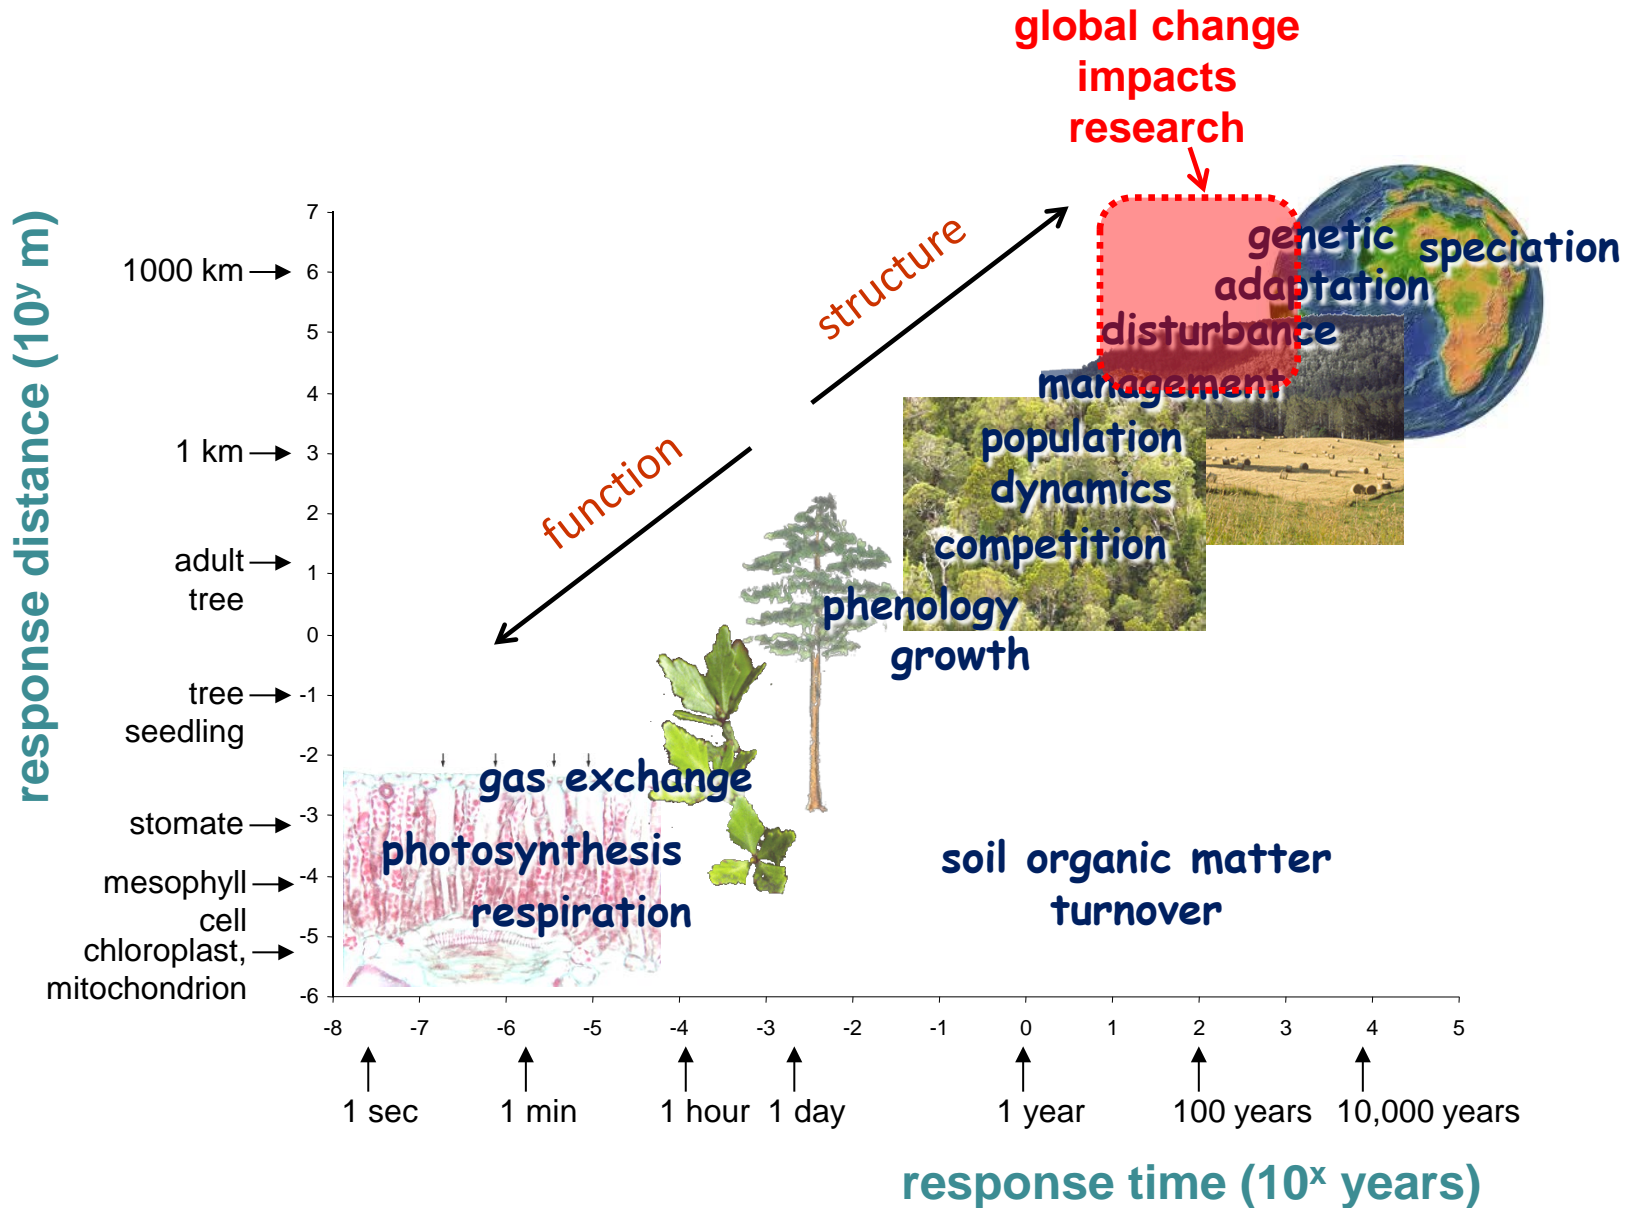 global change
impacts
research
response distance (10ʸ m)
7
1000 km
6
5
4
1 km
3
2
adult
tree
1
0
tree
seedling
-1
-2
stomate
-3
mesophyll
cell
-4
chloroplast,
mitochondrion
-5
-6
structure
function
genetic
adaptation
speciation
disturbance
management
population
dynamics
competition
phenology
growth
gas exchange
photosynthesis
respiration
soil organic matter
turnover
-8 -7 -6 -5 -4 -3 -2 -1 0 1 2 3 4 5
1 sec 1 min 1 hour 1 day 1 year 100 years 10,000 years
response time (10ˣ years)